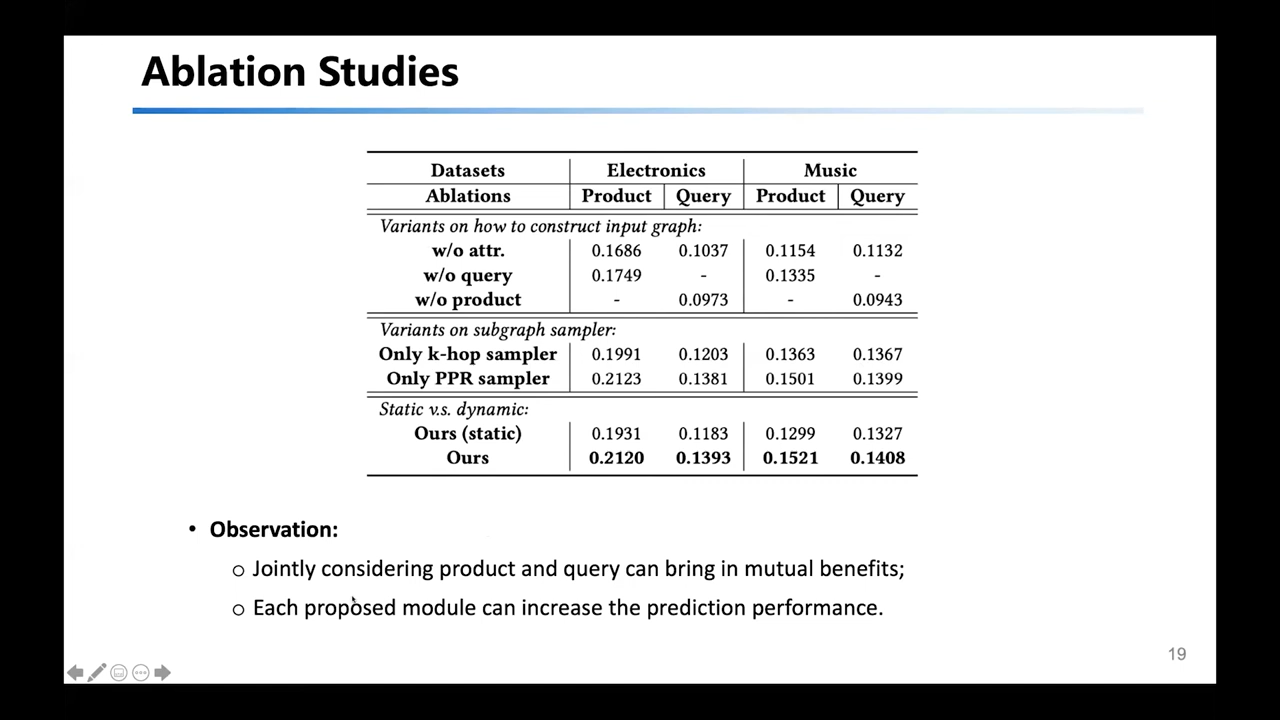 Ablation Studies
Datasets Electronics Music
Ablations Product Query Product Query
Variants on how to construct input graph:
w/o attr. 0.1686 0.1037 0.1154 0.1132
w/o query 0.1749 - 0.1335 -
w/o product - 0.0973 - 0.0943
Variants on subgraph sampler:
Only k-hop sampler 0.1991 0.1203 0.1363 0.1367
Only PPR sampler 0.2123 0.1381 0.1501 0.1399
Static v.s. dynamic:
Ours (static) 0.1931 0.1183 0.1299 0.1327
Ours 0.2120 0.1393 0.1521 0.1408
• Observation:
o Jointly considering product and query can bring in mutual benefits;
o Each proposed module can increase the prediction performance.
19